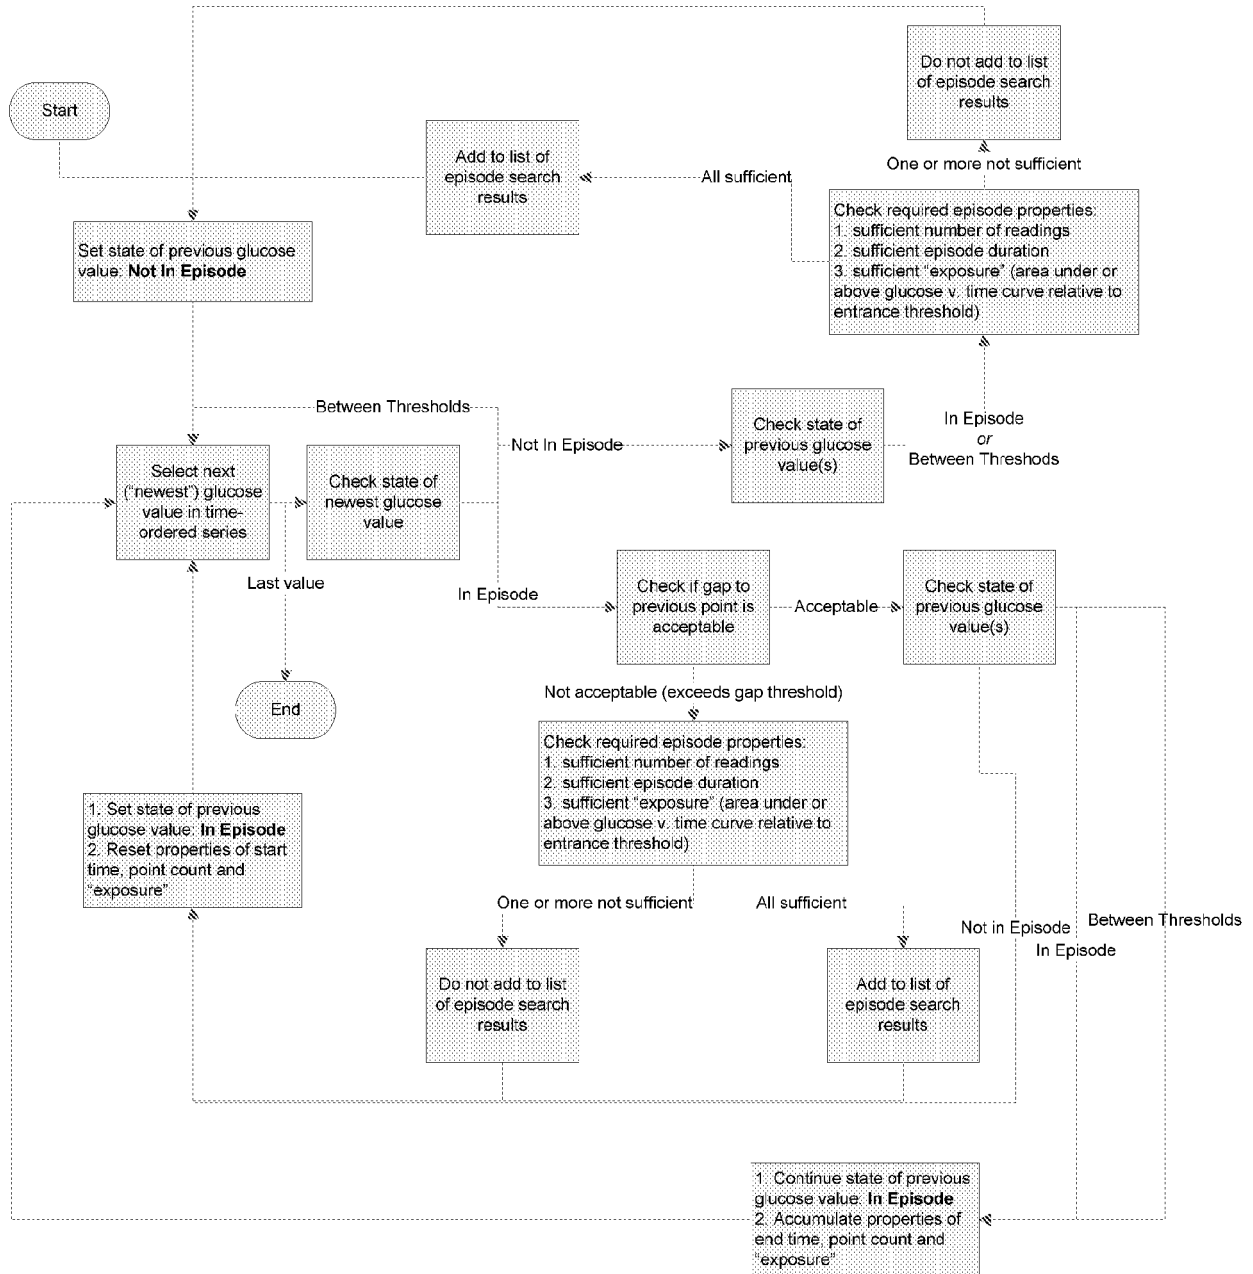 Do not add to list
of episode search
results
Start
Add to list of
episode search
results
All sufficient
One or more not sufficient
Check required episode properties:
1. sufficient number of readings
2. sufficient episode duration
3. sufficient “exposure” (area under or
above glucose v. time curve relative to
entrance threshold)
Set state of previous glucose
value: Not In Episode
Between Thresholds
Not In Episode
Check state of
previous glucose
value(s)
In Episode
or
Between Threshods
Select next
(“newest”) glucose
value in time-
ordered series
Check state of
newest glucose
value
Last value
In Episode
Check if gap to
previous point is
acceptable
Acceptable
Check state of
previous glucose
value(s)
End
Not acceptable (exceeds gap threshold)
Check required episode properties:
1. sufficient number of readings
2. sufficient episode duration
3. sufficient “exposure” (area under or
above glucose v. time curve relative to
entrance threshold)
1. Set state of previous
glucose value: In Episode
2. Reset properties of start
time, point count and
“exposure”
One or more not sufficient
All sufficient
Not in Episode
In Episode
Between Thresholds
Do not add to list
of episode search
results
Add to list of
episode search
results
1. Continue state of previous
glucose value: In Episode
2. Accumulate properties of
end time, point count and
“exposure”